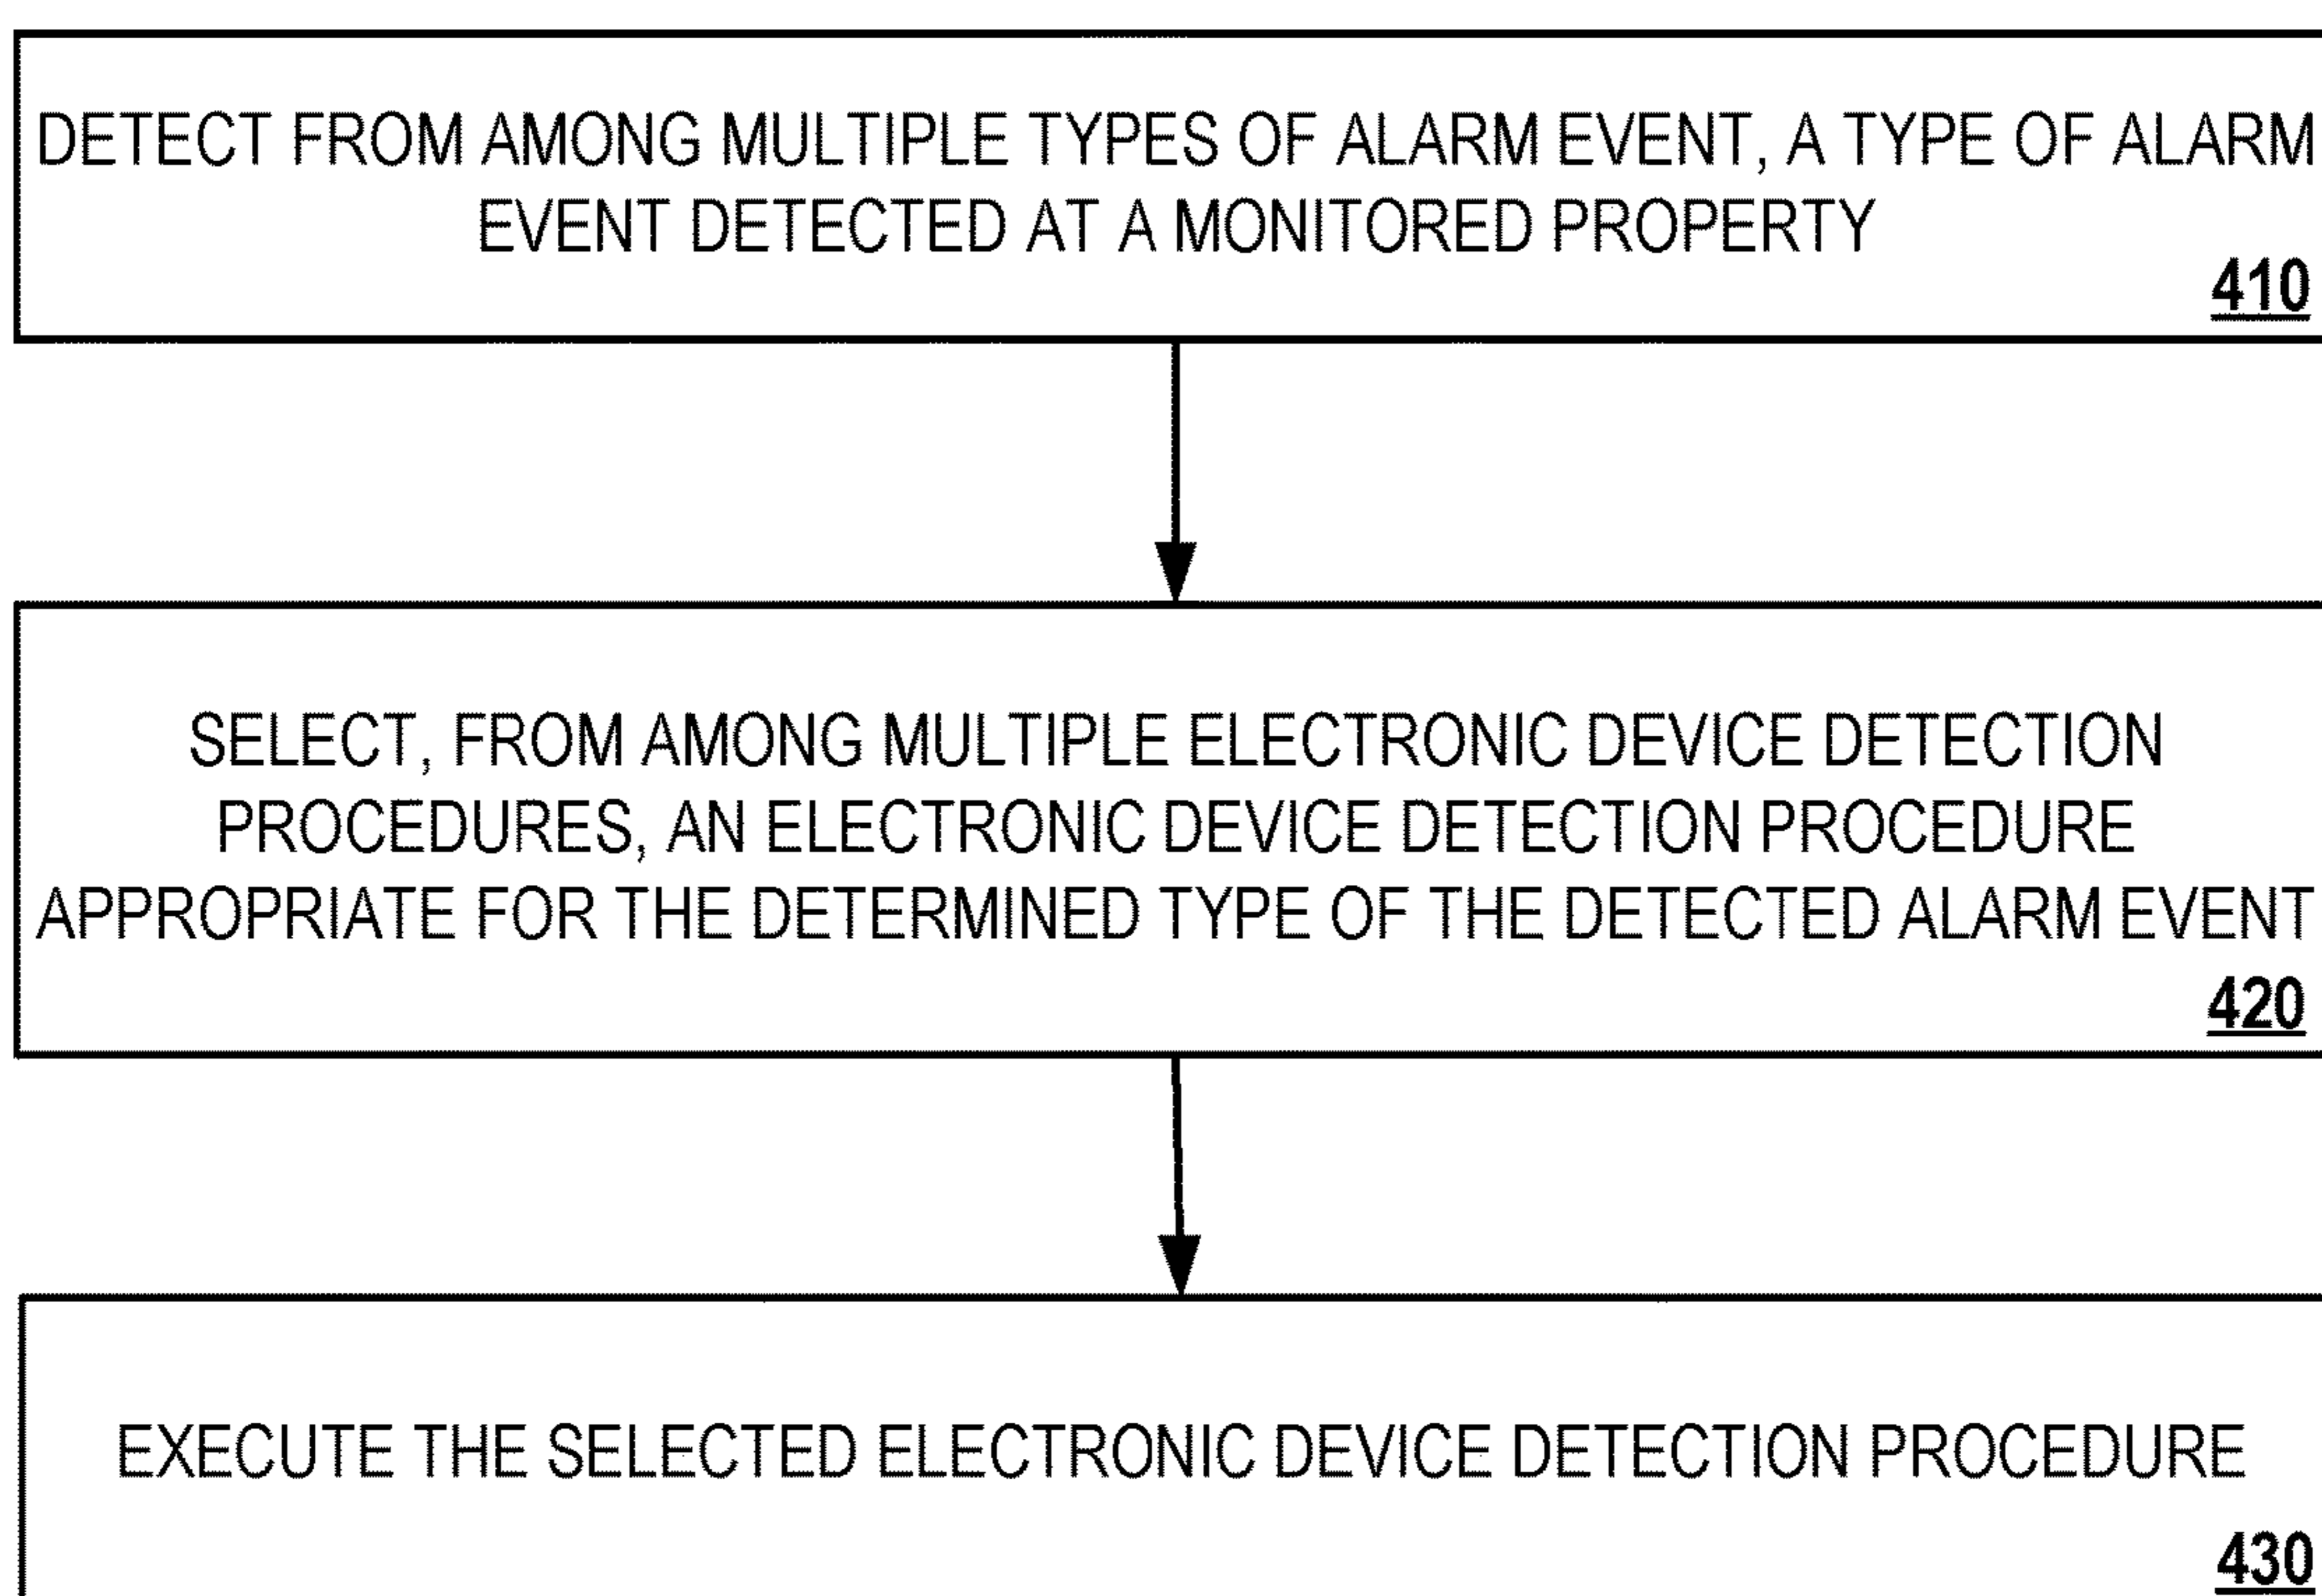 DETECT FROM AMONG MULTIPLE TYPES OF ALARM EVENT, A TYPE OF ALARM
EVENT DETECTED AT A MONITORED PROPERTY
410
SELECT, FROM AMONG MULTIPLE ELECTRONIC DEVICE DETECTION
PROCEDURES, AN ELECTRONIC DEVICE DETECTION PROCEDURE
APPROPRIATE FOR THE DETERMINED TYPE OF THE DETECTED ALARM EVENT
420
EXECUTE THE SELECTED ELECTRONIC DEVICE DETECTION PROCEDURE
430